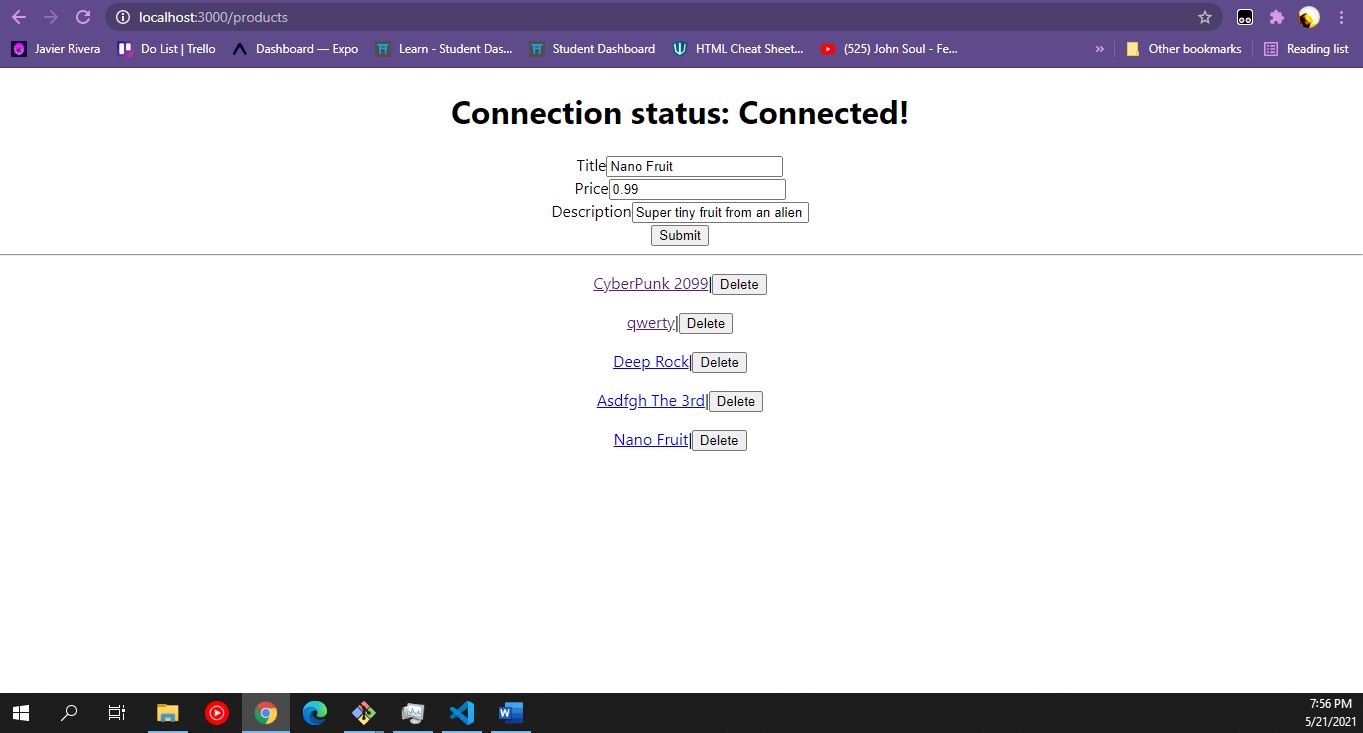 localhost:3000/products
Javier Rivera Do List | Trello Dashboard — Expo Learn - Student Das... Student Dashboard HTML Cheat Sheet... (525) John Soul - Fe... » Other bookmarks Reading list
Connection status: Connected!
Title Nano Fruit
Price 0.99
Description Super tiny fruit from an alien
Submit
CyberPunk 2099| Delete
qwerty| Delete
Deep Rock| Delete
Asdfgh The 3rd| Delete
Nano Fruit| Delete
7:56 PM
5/21/2021